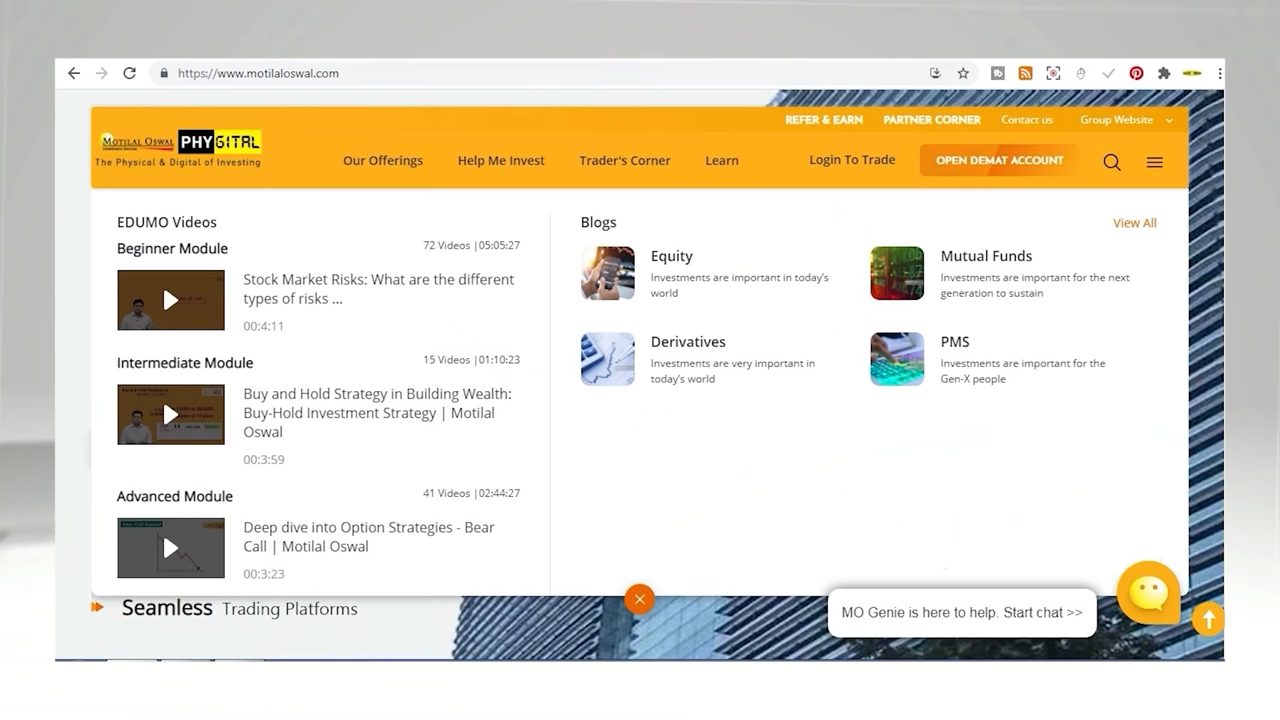 https://www.motilaloswal.com
REFER & EARN PARTNER CORNER Contact us Group Website
MOTILAL OSWAL PHYGITAL
The Physical & Digital of Investing
Our Offerings Help Me Invest Trader's Corner Learn Login To Trade OPEN DEMAT ACCOUNT
EDUMO Videos
Beginner Module 72 Videos |05:05:27
Stock Market Risks: What are the different
types of risks ...
00:4:11
Intermediate Module 15 Videos |01:10:23
Buy and Hold Strategy in Building Wealth:
Buy-Hold Investment Strategy | Motilal
Oswal
00:3:59
Advanced Module 41 Videos |02:44:27
Deep dive into Option Strategies - Bear
Call | Motilal Oswal
00:3:23
Blogs View All
Equity
Investments are important in today's
world
Mutual Funds
Investments are important for the next
generation to sustain
Derivatives
Investments are very important in
today's world
PMS
Investments are important for the
Gen-X people
Seamless Trading Platforms
MO Genie is here to help. Start chat >>